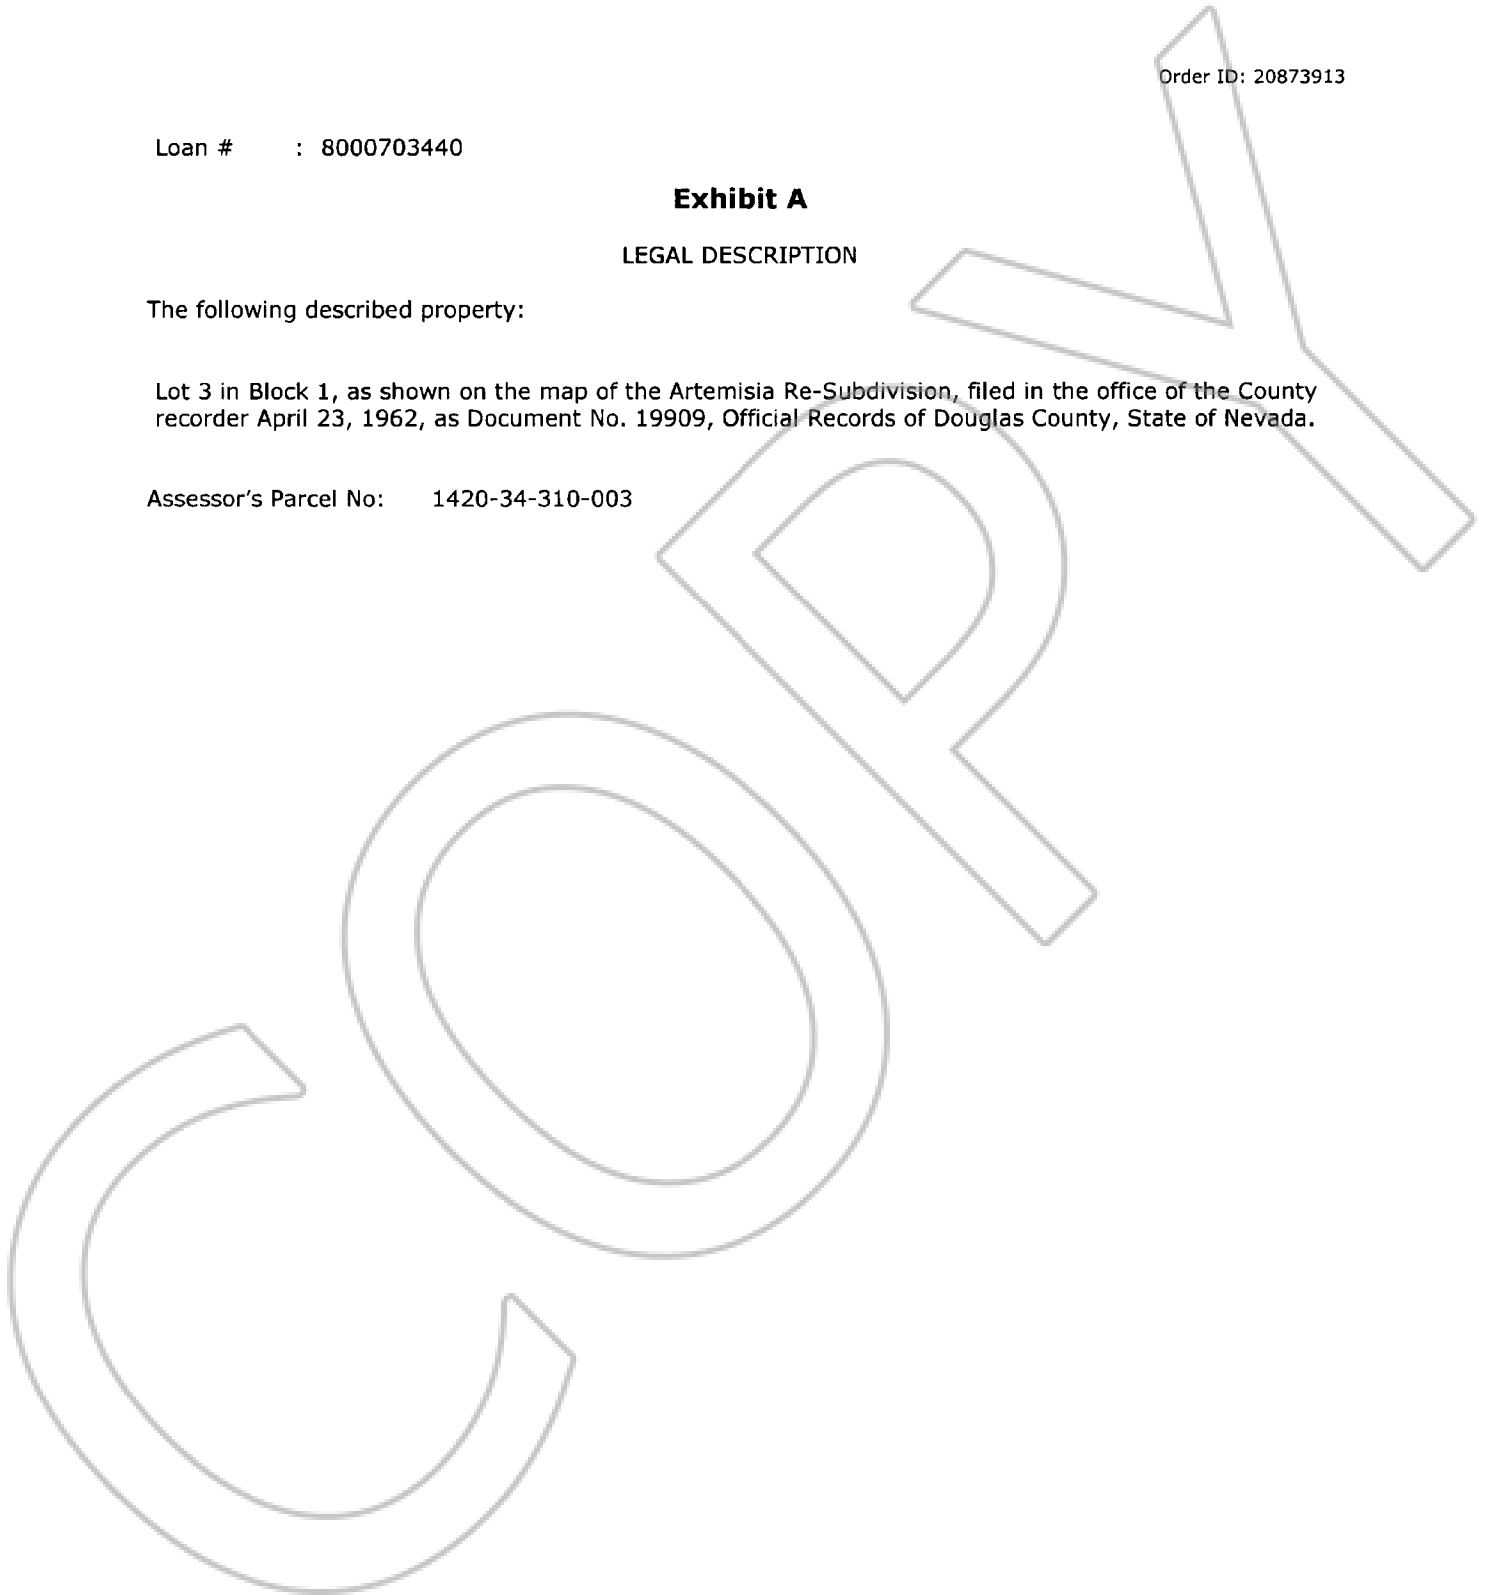 Order ID: 20873913
Loan # : 8000703440
Exhibit A
LEGAL DESCRIPTION
The following described property:
Lot 3 in Block 1, as shown on the map of the Artemisia Re-Subdivision, filed in the office of the County
recorder April 23, 1962, as Document No. 19909, Official Records of Douglas County, State of Nevada.
Assessor's Parcel No: 1420-34-310-003
COPY